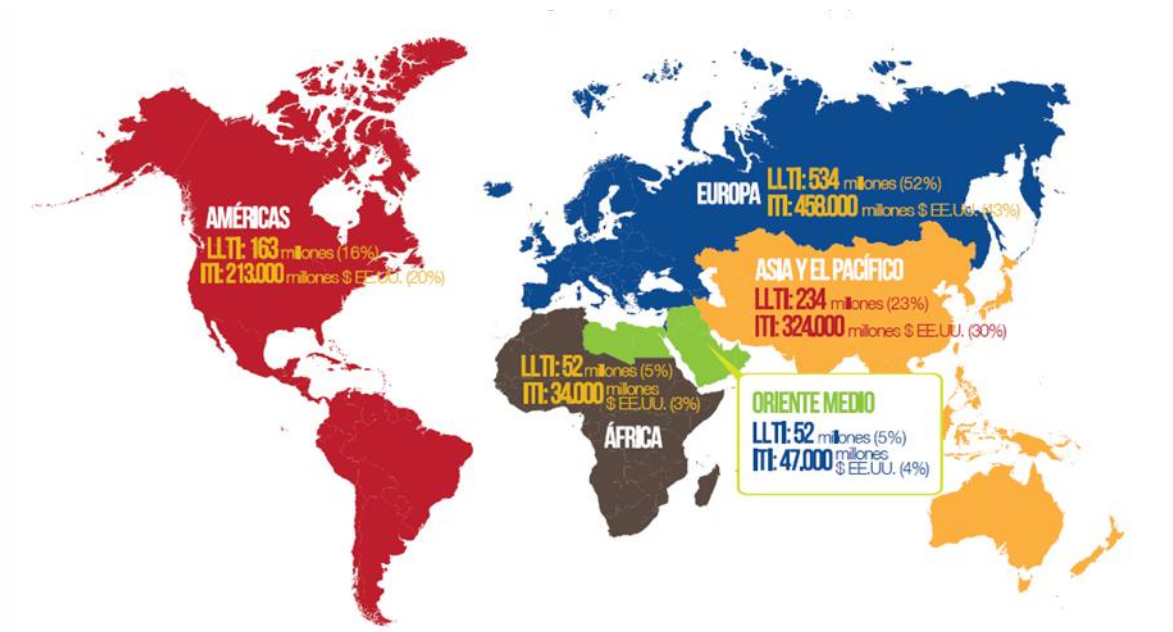 AMÉRICAS
LLTI: 163 millones (16%)
ITI: 213.000 millones $ EE.UU. (20%)
EUROPA
LLTI: 534 millones (52%)
ITI: 458.000 millones $ EE.UU. (43%)
ASIA Y EL PACÍFICO
LLTI: 234 millones (23%)
ITI: 324.000 millones $ EE.UU. (30%)
LLTI: 52 millones (5%)
ITI: 34.000 millones
$ EE.UU. (3%)
ÁFRICA
ORIENTE MEDIO
LLTI: 52 millones (5%)
ITI: 47.000 millones
$ EE.UU. (4%)